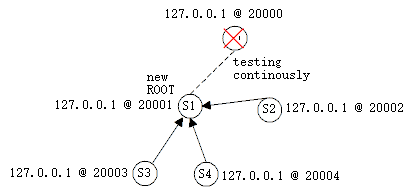 127.0.0.1 @ 20000
testing
continously
new
ROOT
127.0.0.1 @ 20001
S1
S2
127.0.0.1 @ 20002
127.0.0.1 @ 20003
S3
S4
127.0.0.1 @ 20004